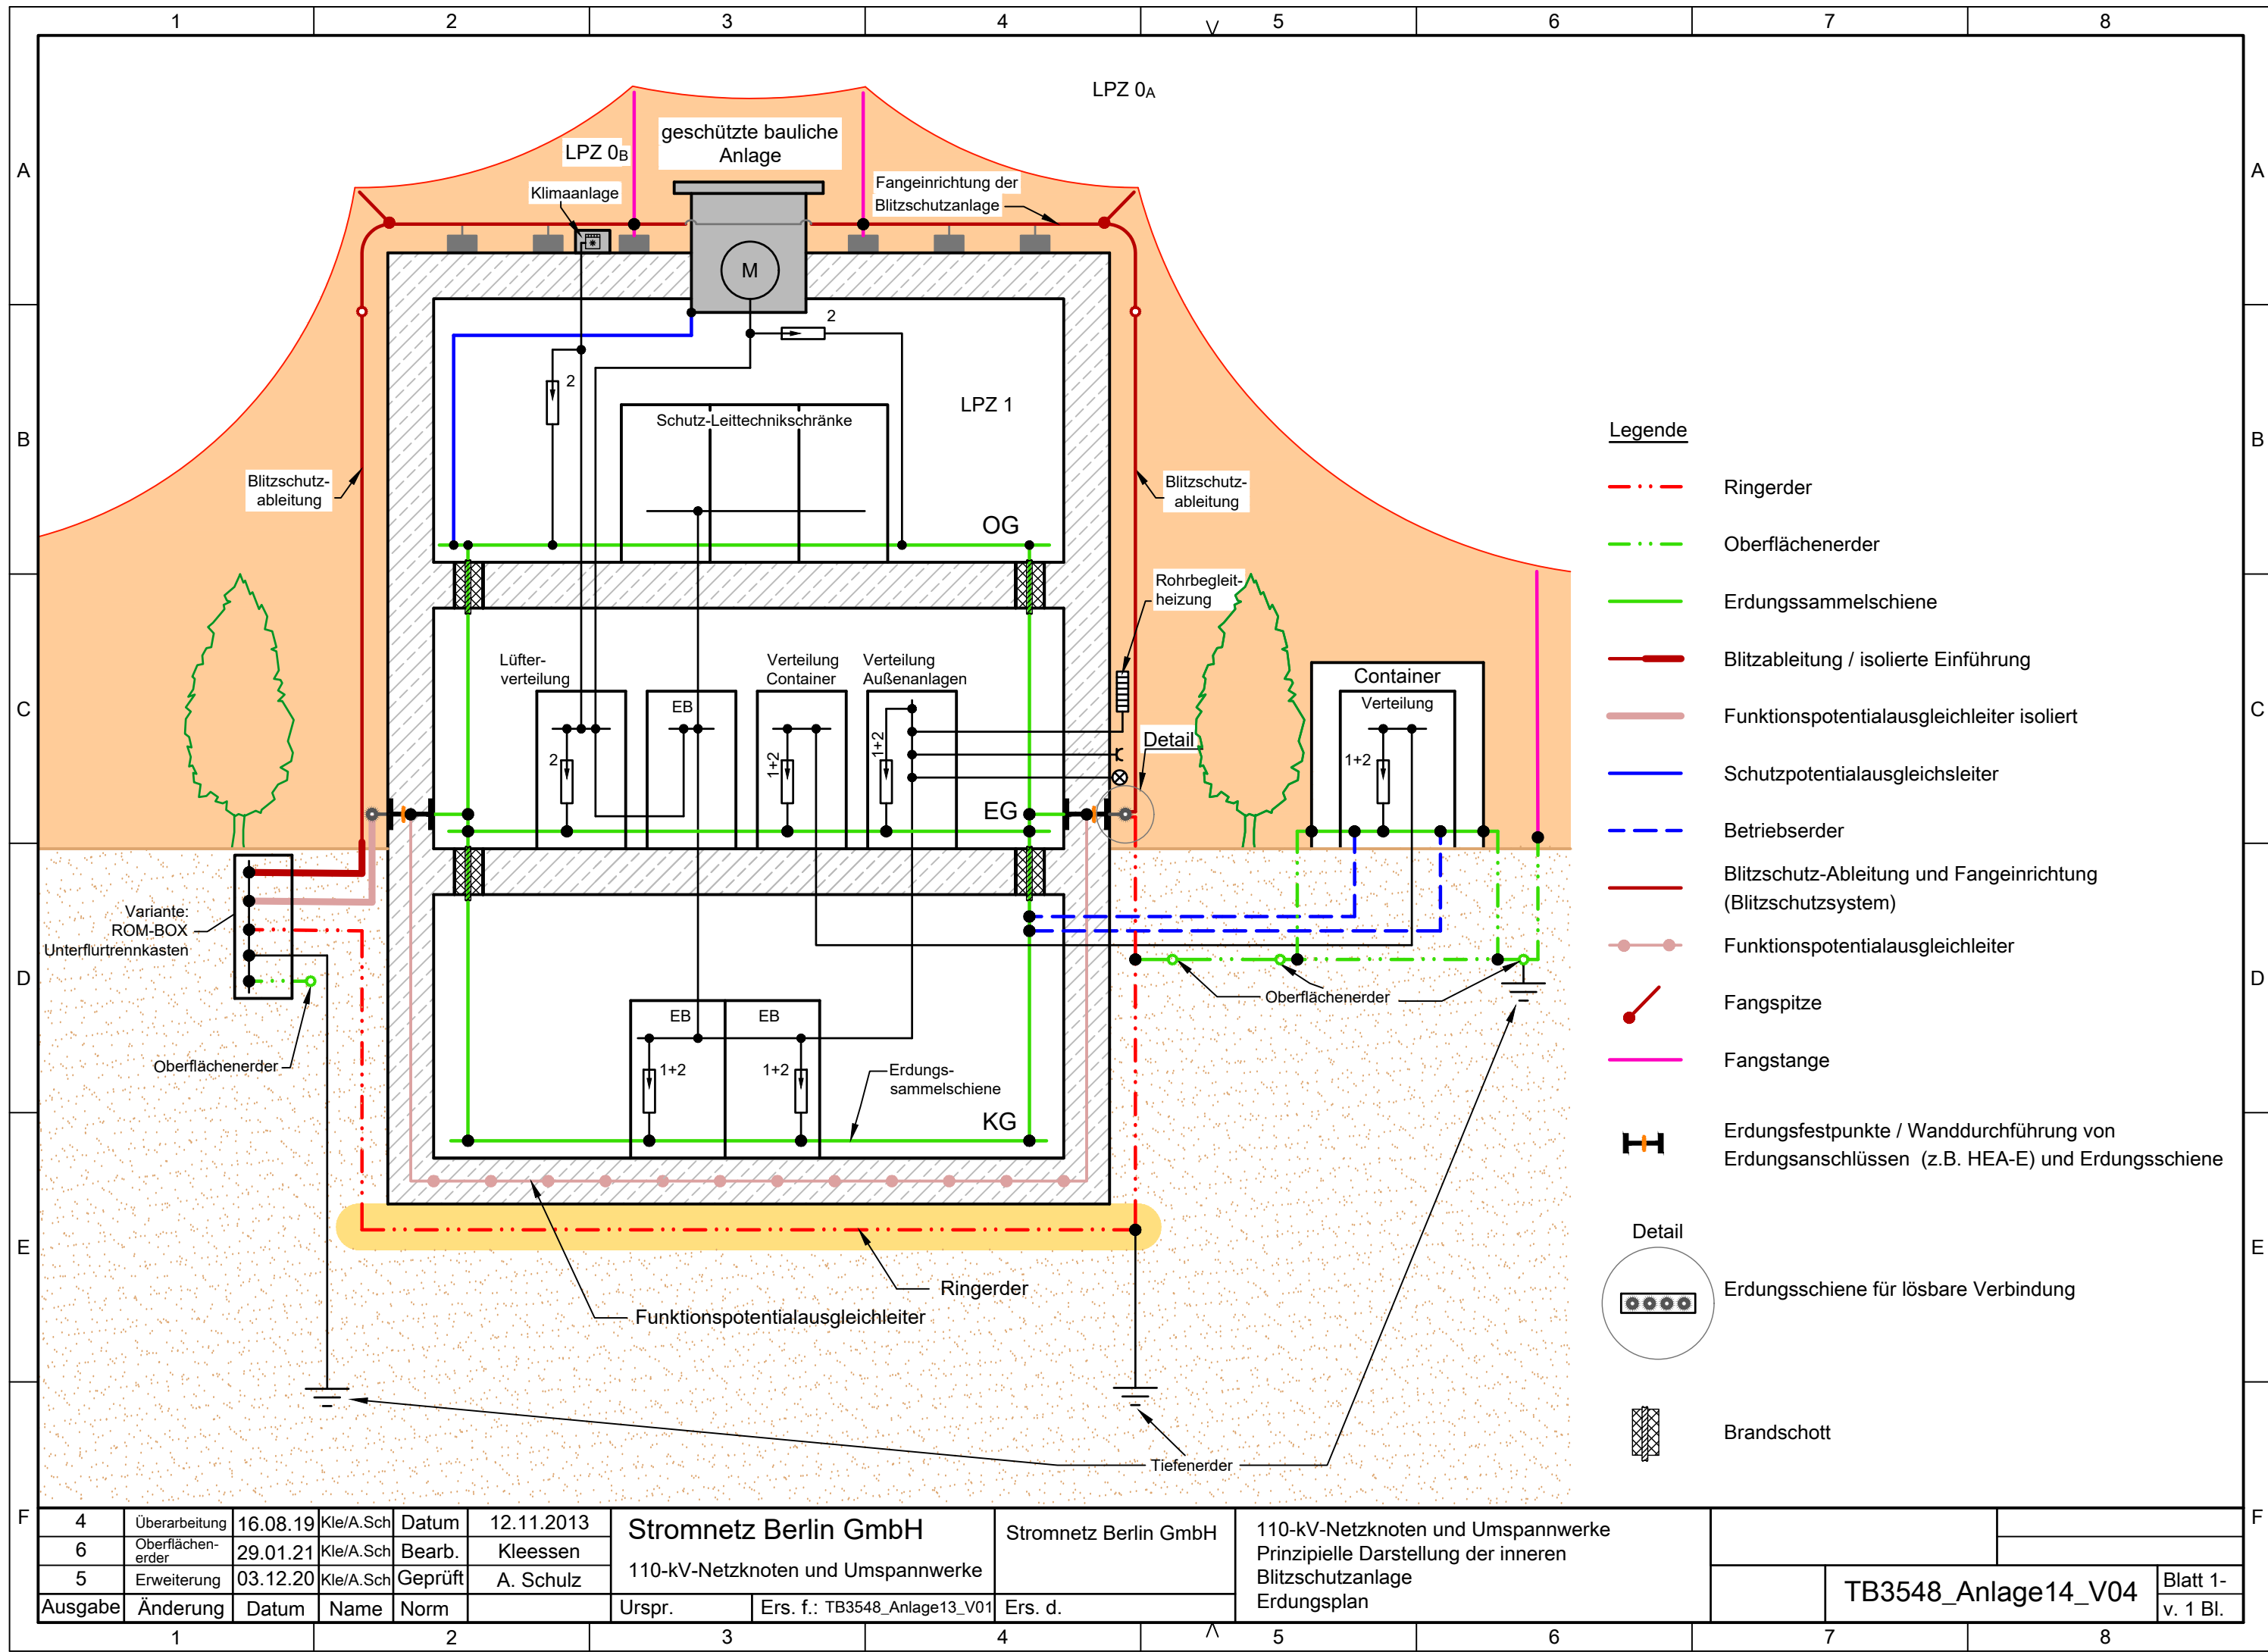 1 2 3 4 5 6 7 8
A
B
C
D
E
F
A
B
C
D
E
F
LPZ 0A
LPZ 0B
geschützte bauliche
Anlage
Klimaanlage
Fangeinrichtung der
Blitzschutzanlage
M
2
2
LPZ 1
Schutz-Leittechnikschränke
OG
Blitzschutz-
ableitung
Blitzschutz-
ableitung
Rohrbegleit-
heizung
Lüfter-
verteilung
EB
Verteilung
Container
Verteilung
Außenanlagen
2
1+2
1+2
EG
Detail
Container
Verteilung
1+2
Variante:
ROM-BOX
Unterflurtrennkasten
Oberflächenerder
Oberflächenerder
EB
EB
1+2
1+2
Erdungs-
sammelschiene
KG
Ringerder
Funktionspotentialausgleichleiter
Tiefenerder
Legende
Ringerder
Oberflächenerder
Erdungssammelschiene
Blitzableitung / isolierte Einführung
Funktionspotentialausgleichleiter isoliert
Schutzpotentialausgleichsleiter
Betriebserder
Blitzschutz-Ableitung und Fangeinrichtung
(Blitzschutzsystem)
Funktionspotentialausgleichleiter
Fangspitze
Fangstange
Erdungsfestpunkte / Wanddurchführung von
Erdungsanschlüssen (z.B. HEA-E) und Erdungsschiene
Detail
Erdungsschiene für lösbare Verbindung
Brandschott
4 Überarbeitung 16.08.19 Kle/A.Sch Datum 12.11.2013
6 Oberflächen-
erder 29.01.21 Kle/A.Sch Bearb. Kleessen
5 Erweiterung 03.12.20 Kle/A.Sch Geprüft A. Schulz
Ausgabe Änderung Datum Name Norm
Stromnetz Berlin GmbH
110-kV-Netzknoten und Umspannwerke
Urspr. Ers. f.: TB3548_Anlage13_V01 Ers. d.
Stromnetz Berlin GmbH
110-kV-Netzknoten und Umspannwerke
Prinzipielle Darstellung der inneren
Blitzschutzanlage
Erdungsplan
TB3548_Anlage14_V04
Blatt 1-
v. 1 Bl.
1 2 3 4 5 6 7 8